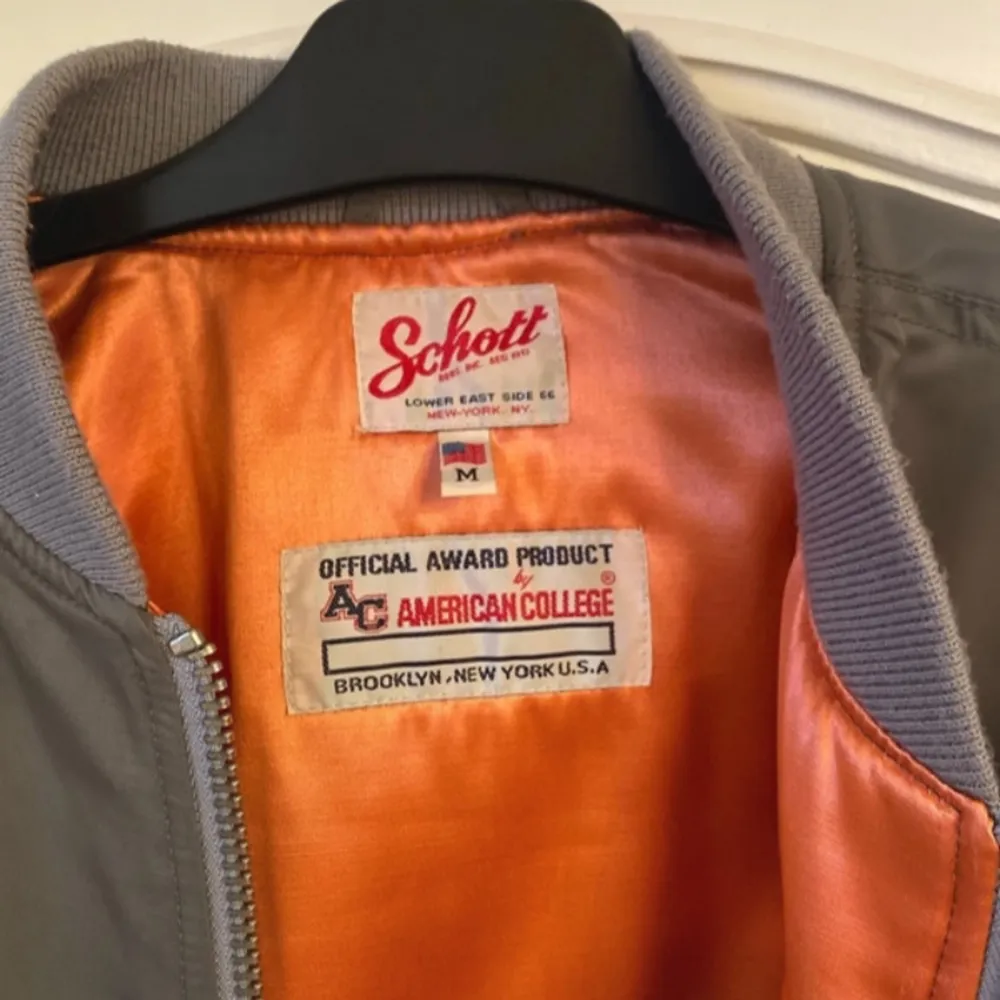 Schott
LOWER EAST SIDE 66
NEW-YORK. NY.
M
OFFICIAL AWARD PRODUCT
by
AC AMERICAN COLLEGE ®
BROOKLYN, NEW YORK U.S.A